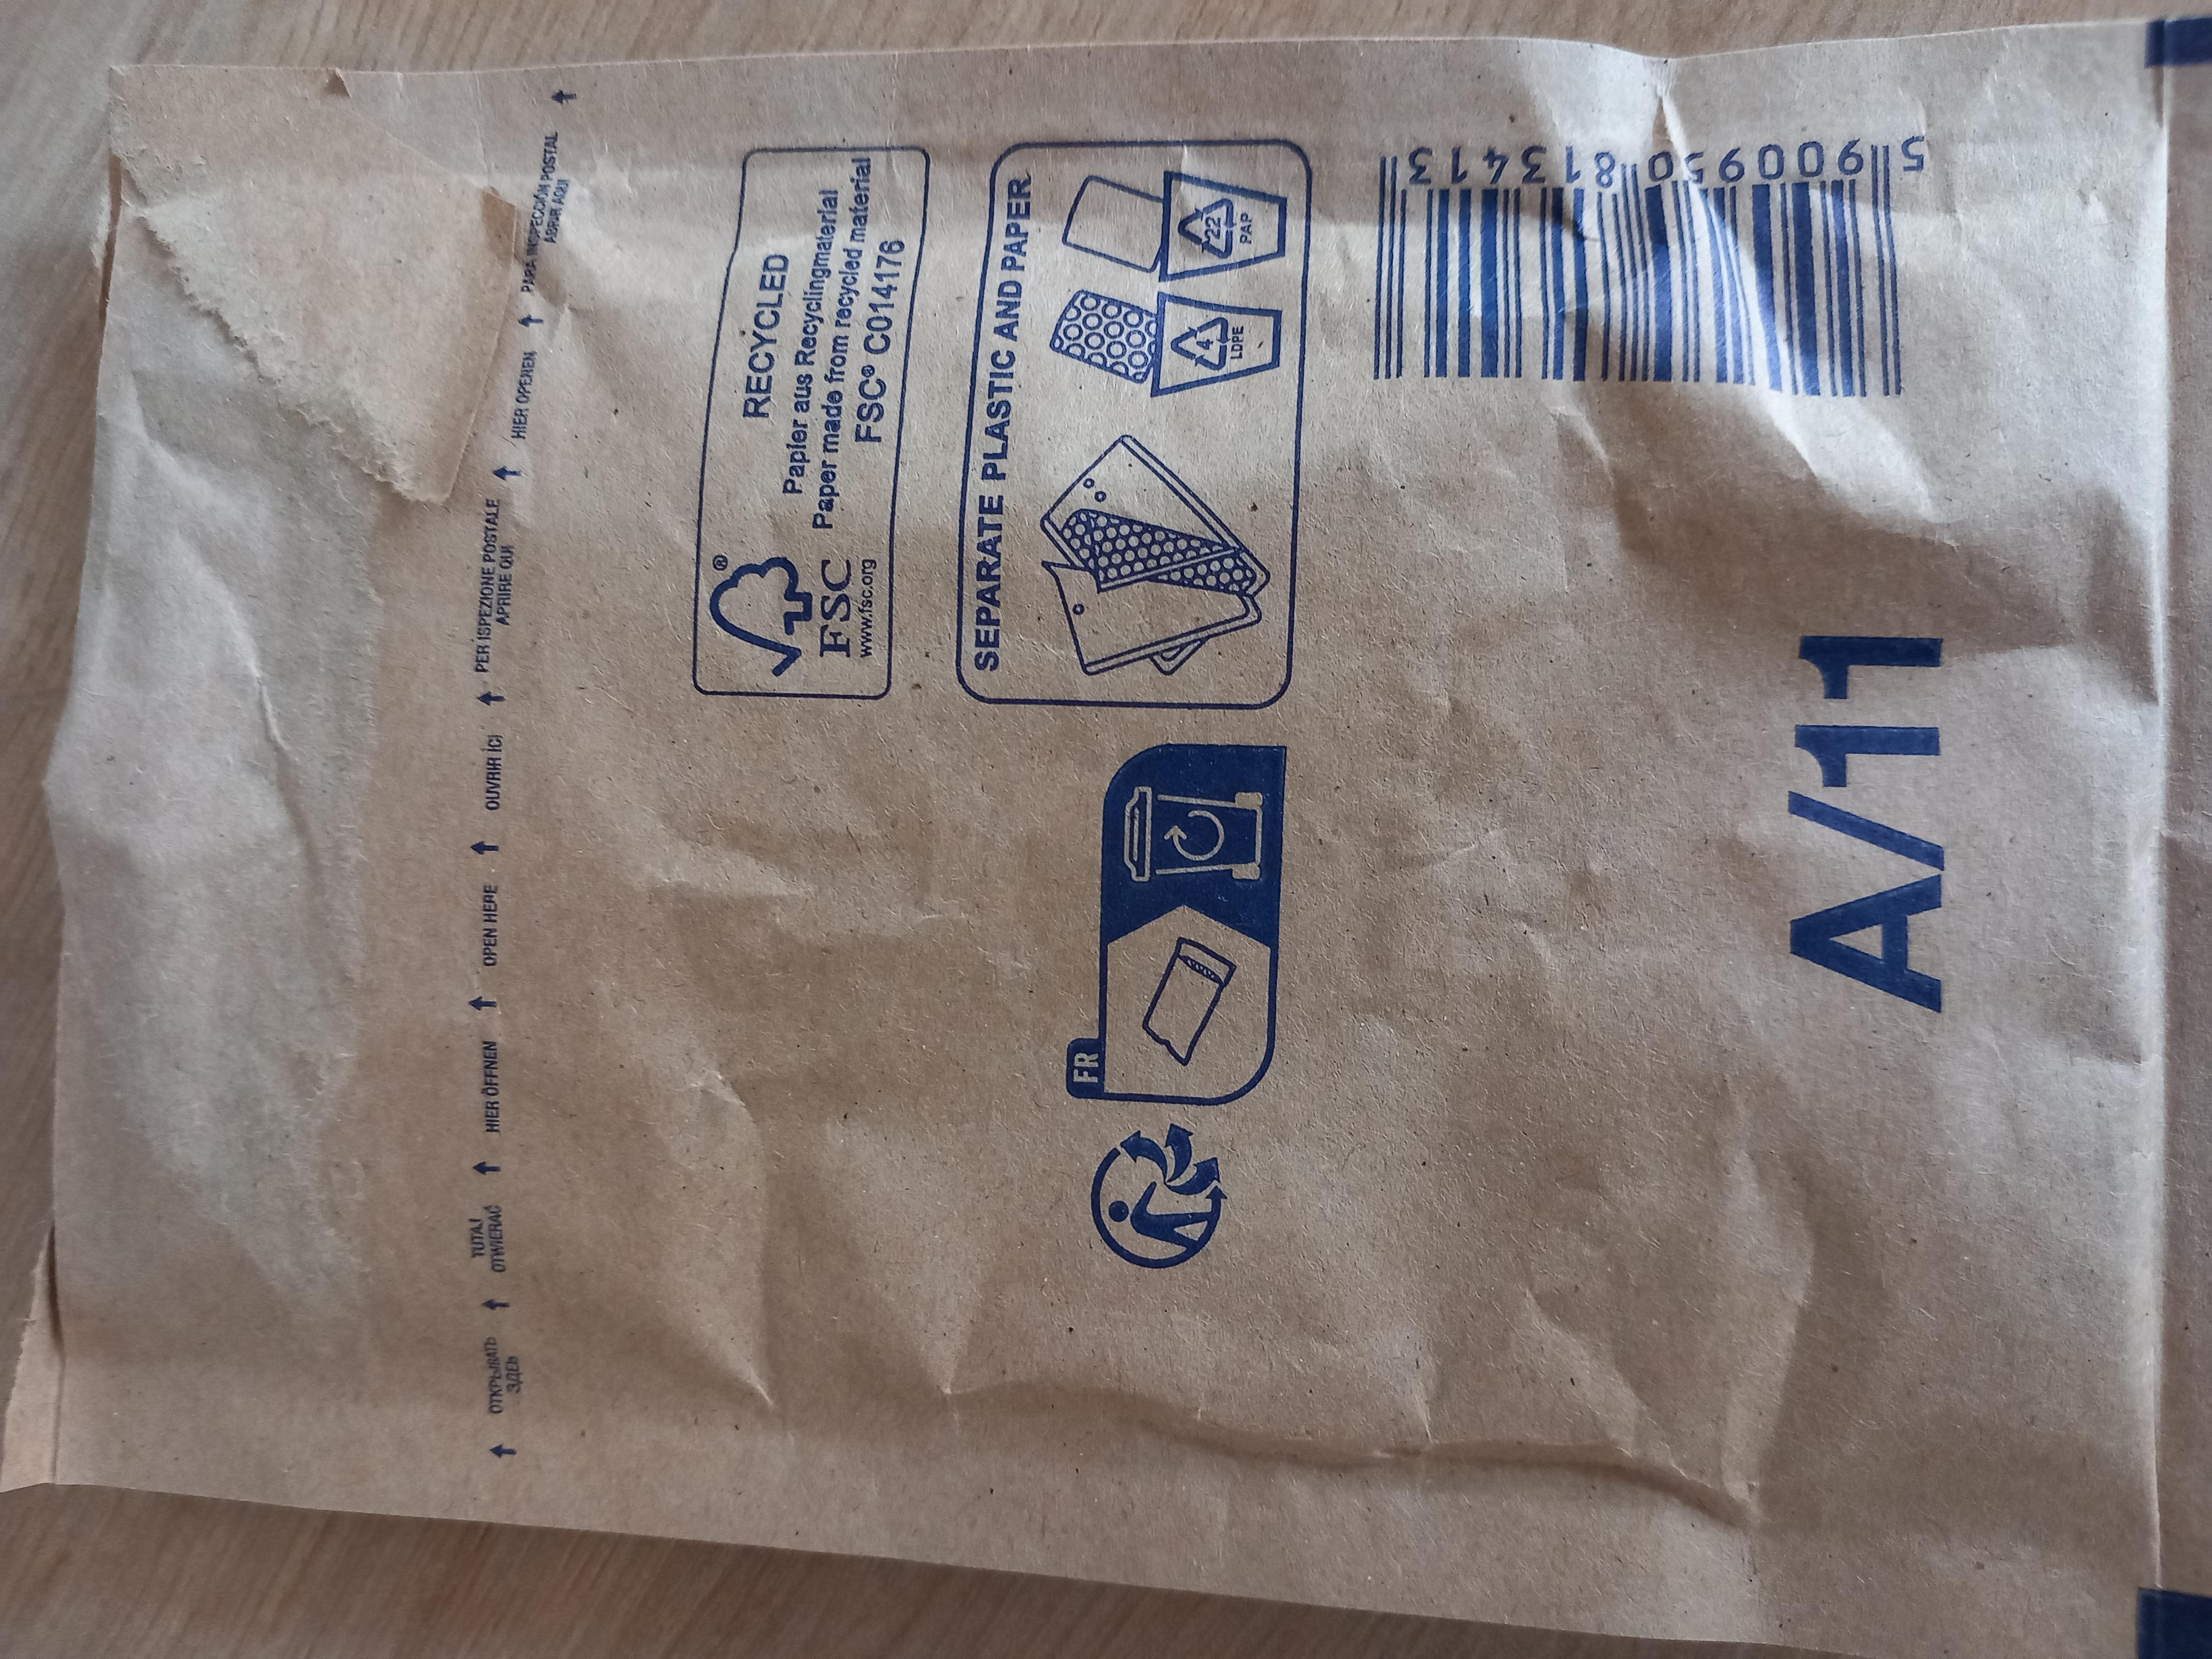 ОТКРЫВАТЬ
ЗДЕЬ
TUTAJ
OTWIERAĆ
HIER ÖFFNEN
OPEN HERE
OUVRIR ICI
PER ISPEZIONE POSTALE
APRIRE QUI
HIER OPENEN
PARA INSPECCIÓN POSTAL
ABRIR AQUI
®
FSC
www.fsc.org
RECYCLED
Papier aus Recyclingmaterial
Paper made from recycled material
FSC® C014176
SEPARATE PLASTIC AND PAPER
4
LDPE
22
PAP
FR
5 900950 813413
A/11